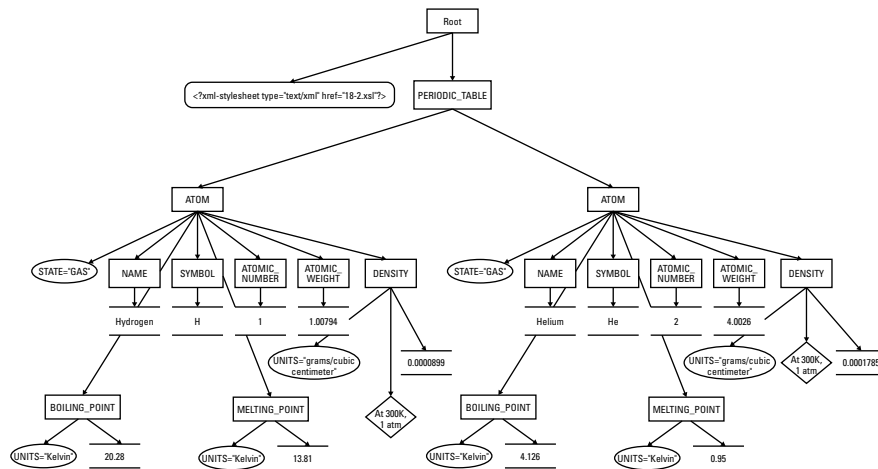 Root
<?xml-stylesheet type="text/xml" href="18-2.xsl"?>
PERIODIC_TABLE
ATOM
ATOM
STATE="GAS"
NAME
SYMBOL
ATOMIC_
NUMBER
ATOMIC_
WEIGHT
DENSITY
STATE="GAS"
NAME
SYMBOL
ATOMIC_
NUMBER
ATOMIC_
WEIGHT
DENSITY
Hydrogen
H
1
1.00794
Helium
He
2
4.0026
UNITS="grams/cubic
centimeter"
0.0000899
UNITS="grams/cubic
centimeter"
At 300K,
1 atm
0.0001785
BOILING_POINT
MELTING_POINT
At 300K,
1 atm
BOILING_POINT
MELTING_POINT
UNITS="Kelvin"
20.28
UNITS="Kelvin"
13.81
UNITS="Kelvin"
4.126
UNITS="Kelvin"
0.95